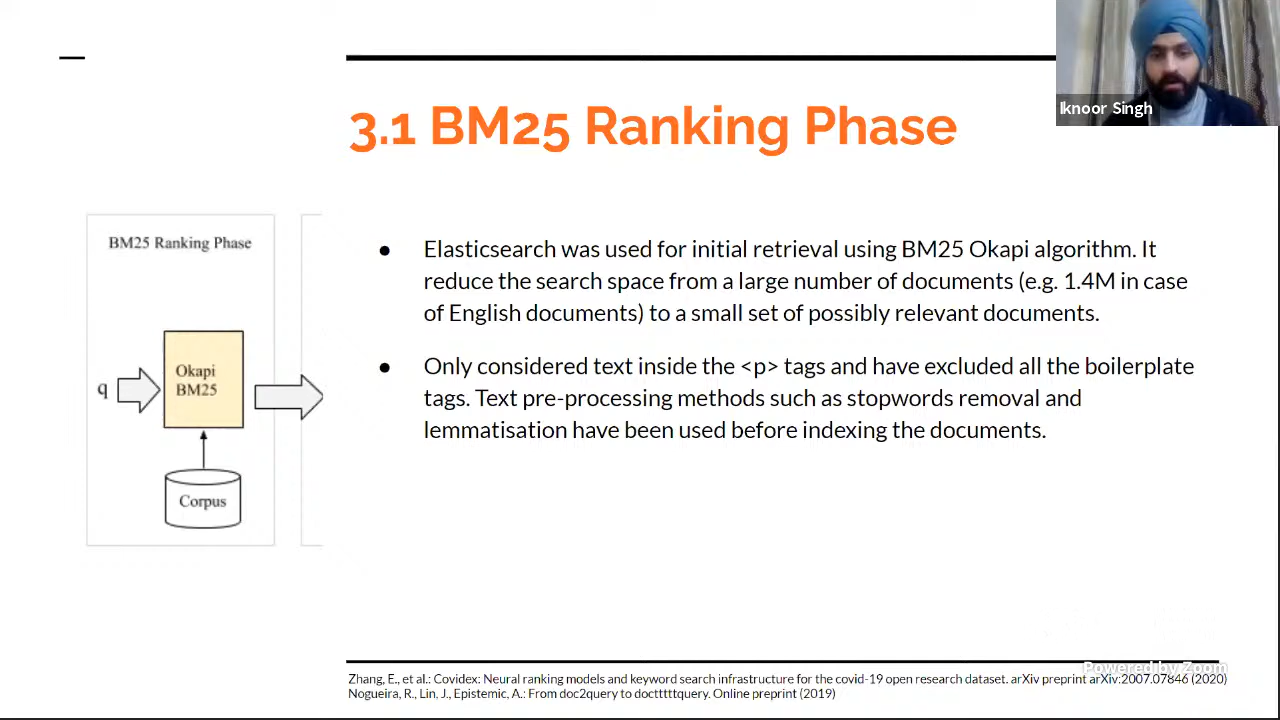 Iknoor Singh
3.1 BM25 Ranking Phase
BM25 Ranking Phase
q
Okapi
BM25
Corpus
● Elasticsearch was used for initial retrieval using BM25 Okapi algorithm. It
reduce the search space from a large number of documents (e.g. 1.4M in case
of English documents) to a small set of possibly relevant documents.
● Only considered text inside the <p> tags and have excluded all the boilerplate
tags. Text pre-processing methods such as stopwords removal and
lemmatisation have been used before indexing the documents.
Powered by Zoom
Zhang, E., et al.: Covidex: Neural ranking models and keyword search infrastructure for the covid-19 open research dataset. arXiv preprint arXiv:2007.07846 (2020)
Nogueira, R., Lin, J., Epistemic, A.: From doc2query to doctttttquery. Online preprint (2019)